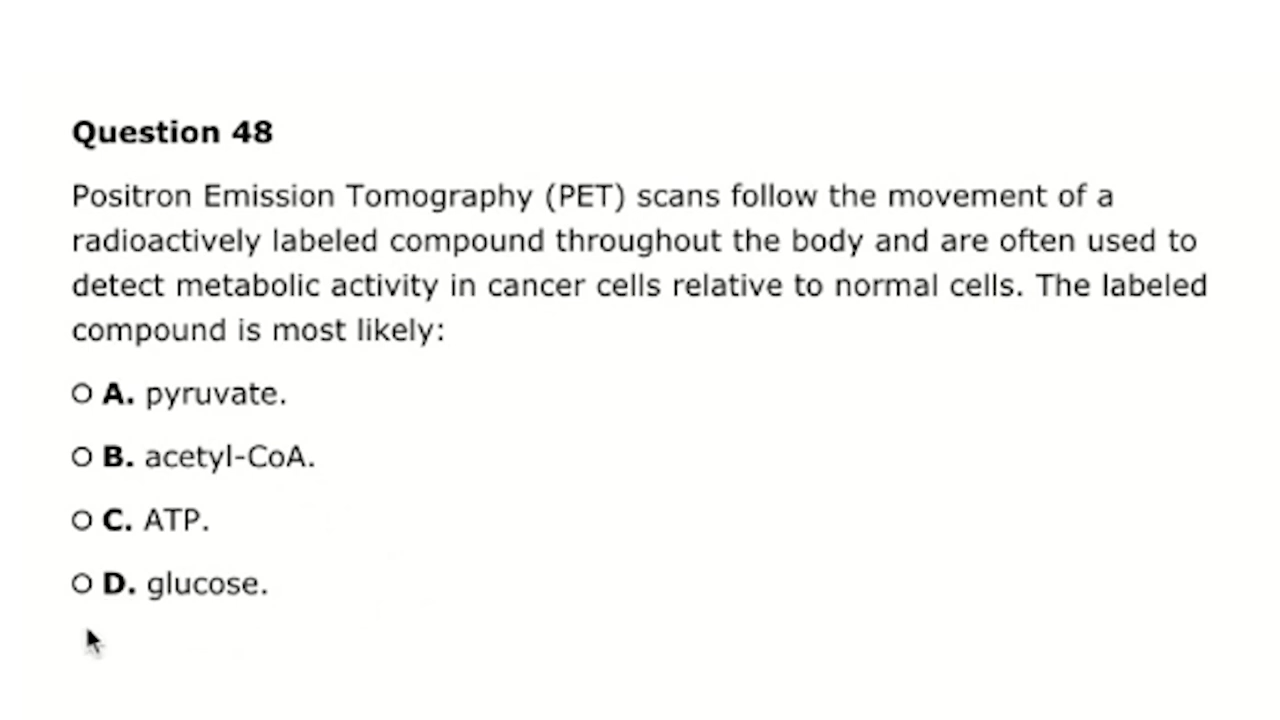 Question 48
Positron Emission Tomography (PET) scans follow the movement of a
radioactively labeled compound throughout the body and are often used to
detect metabolic activity in cancer cells relative to normal cells. The labeled
compound is most likely:
A. pyruvate.
B. acetyl-CoA.
C. ATP.
D. glucose.